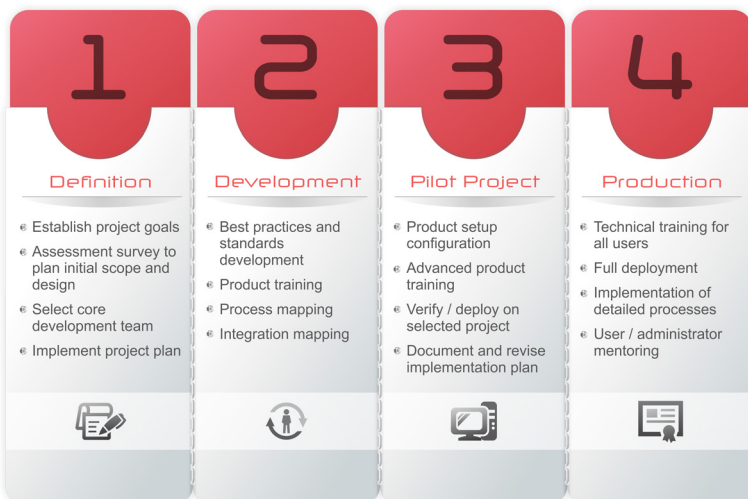 1
Definition
Establish project goals
Assessment survey to
plan initial scope and
design
Select core
development team
Implement project plan
2
Development
Best practices and
standards
development
Product training
Process mapping
Integration mapping
3
Pilot Project
Product setup
configuration
Advanced product
training
Verify / deploy on
selected project
Document and revise
implementation plan
4
Production
Technical training for
all users
Full deployment
Implementation of
detailed processes
User / administrator
mentoring